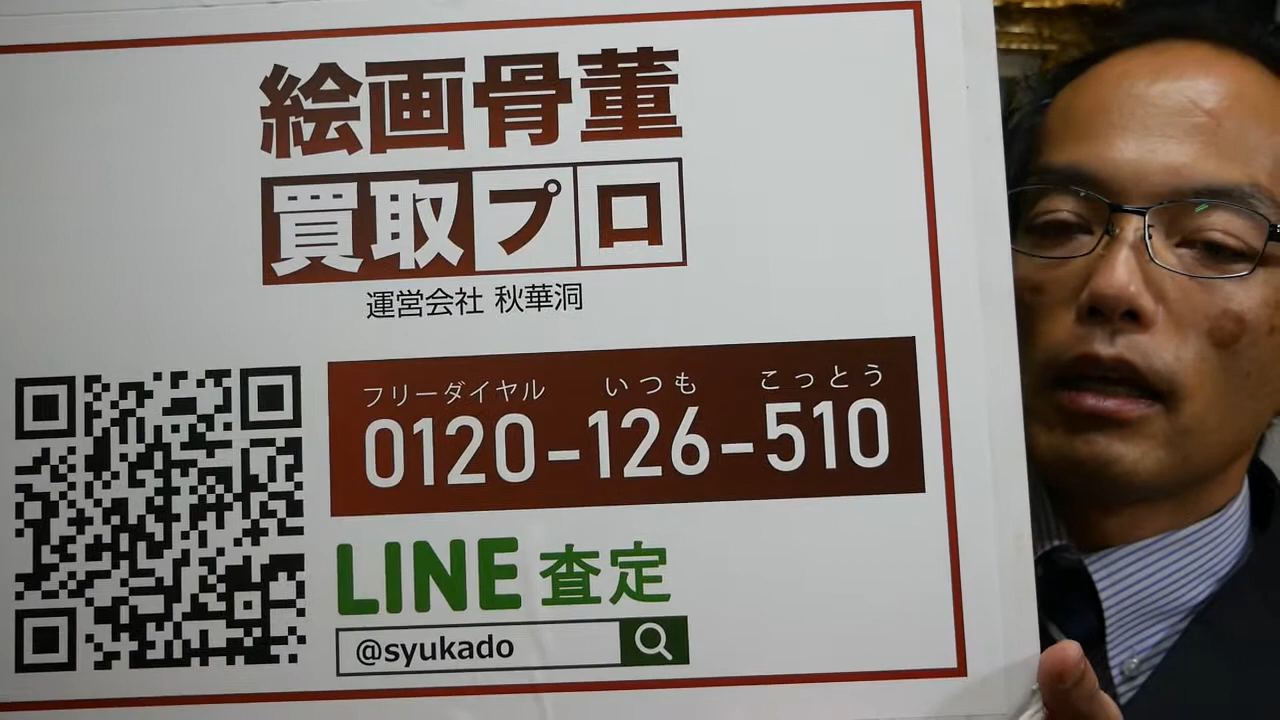 絵画骨董
買取プロ
運営会社 秋華洞
フリーダイヤル いつも こっとう
0120-126-510
LINE 査定
@syukado